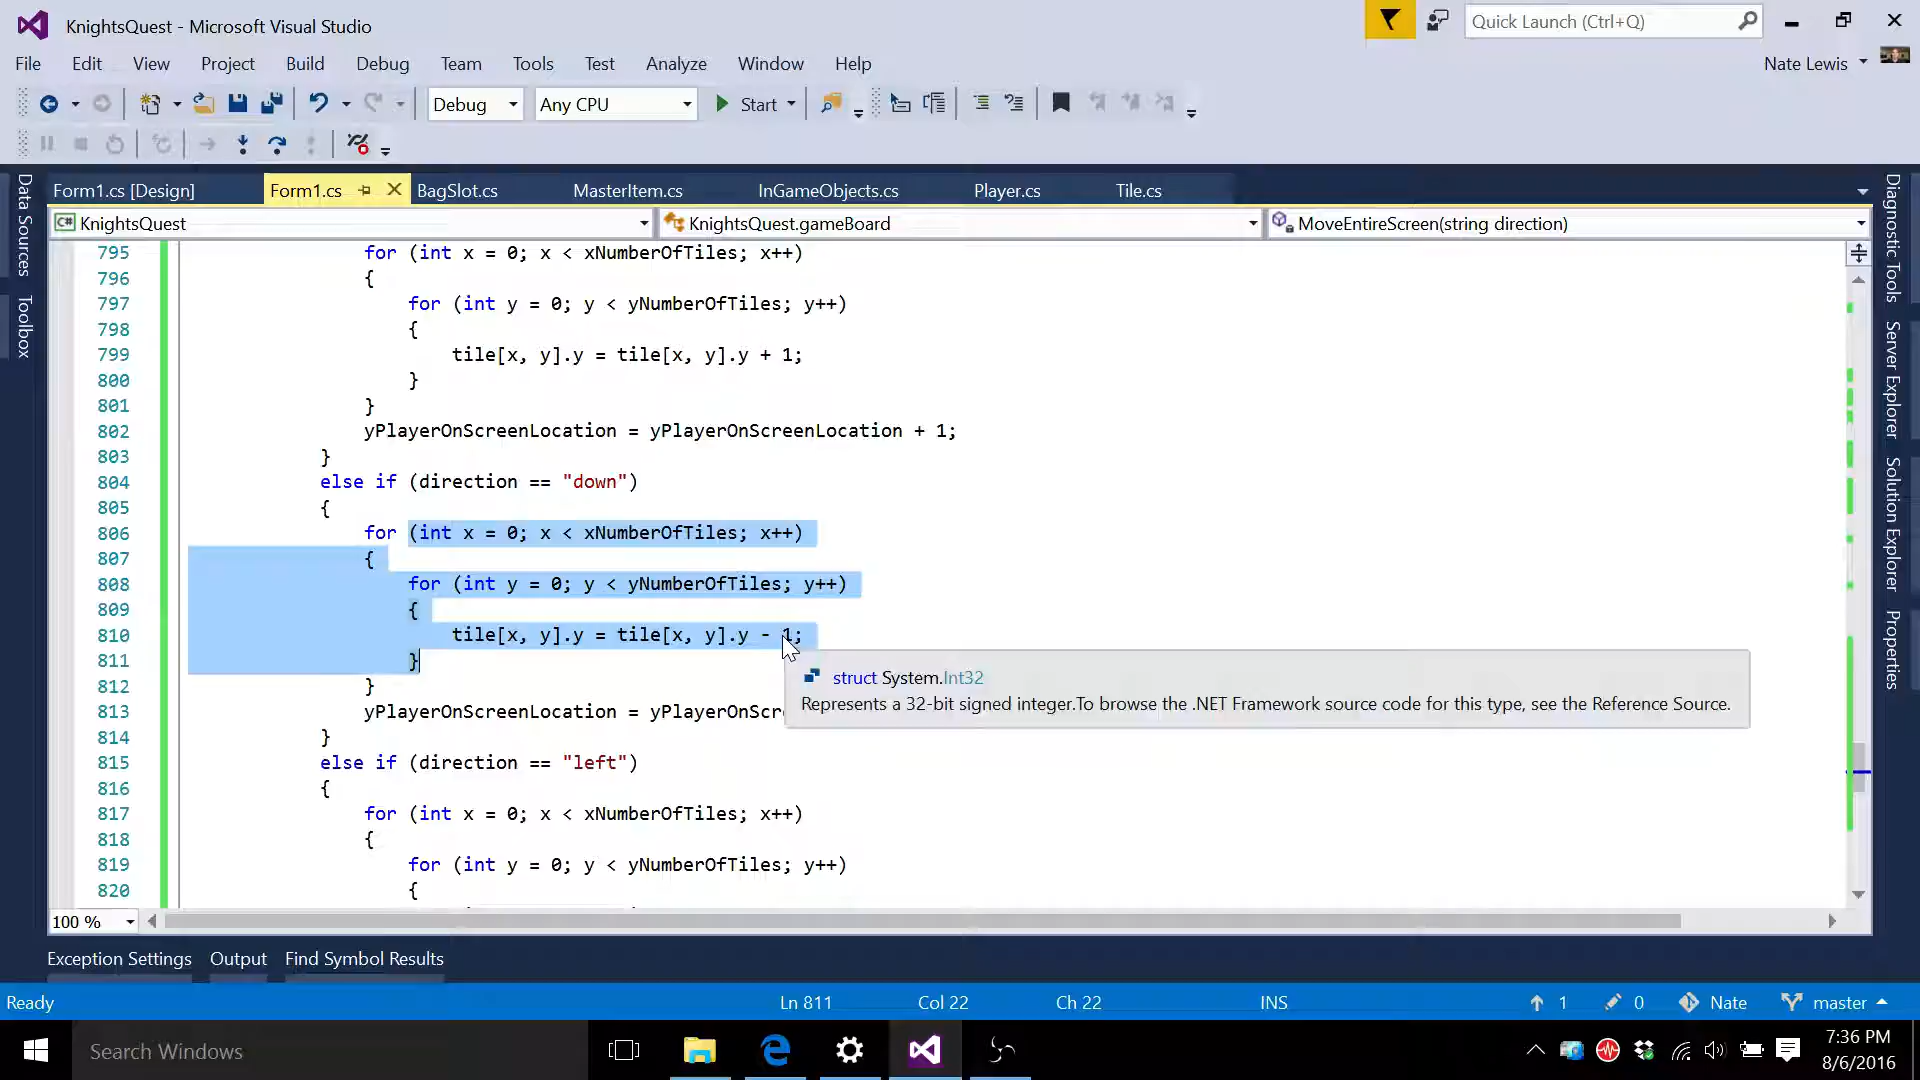 KnightsQuest - Microsoft Visual Studio
Quick Launch (Ctrl+Q)
File Edit View Project Build Debug Team Tools Test Analyze Window Help
Nate Lewis
Debug Any CPU Start
Data Sources
Toolbox
Form1.cs [Design] Form1.cs BagSlot.cs MasterItem.cs InGameObjects.cs Player.cs Tile.cs
C# KnightsQuest KnightsQuest.gameBoard MoveEntireScreen(string direction)
795 for (int x = 0; x < xNumberOfTiles; x++)
796 {
797 for (int y = 0; y < yNumberOfTiles; y++)
798 {
799 tile[x, y].y = tile[x, y].y + 1;
800 }
801 }
802 yPlayerOnScreenLocation = yPlayerOnScreenLocation + 1;
803 }
804 else if (direction == "down")
805 {
806 for (int x = 0; x < xNumberOfTiles; x++)
807 {
808 for (int y = 0; y < yNumberOfTiles; y++)
809 {
810 tile[x, y].y = tile[x, y].y - 1;
811 }
812 }
813 yPlayerOnScreenLocation = yPlayerOnScr
814 }
815 else if (direction == "left")
816 {
817 for (int x = 0; x < xNumberOfTiles; x++)
818 {
819 for (int y = 0; y < yNumberOfTiles; y++)
820 {
struct System.Int32
Represents a 32-bit signed integer.To browse the .NET Framework source code for this type, see the Reference Source.
Diagnostic Tools
Server Explorer
Solution Explorer
Properties
100 %
Exception Settings Output Find Symbol Results
Ready Ln 811 Col 22 Ch 22 INS 1 0 Nate master
Search Windows
7:36 PM
8/6/2016